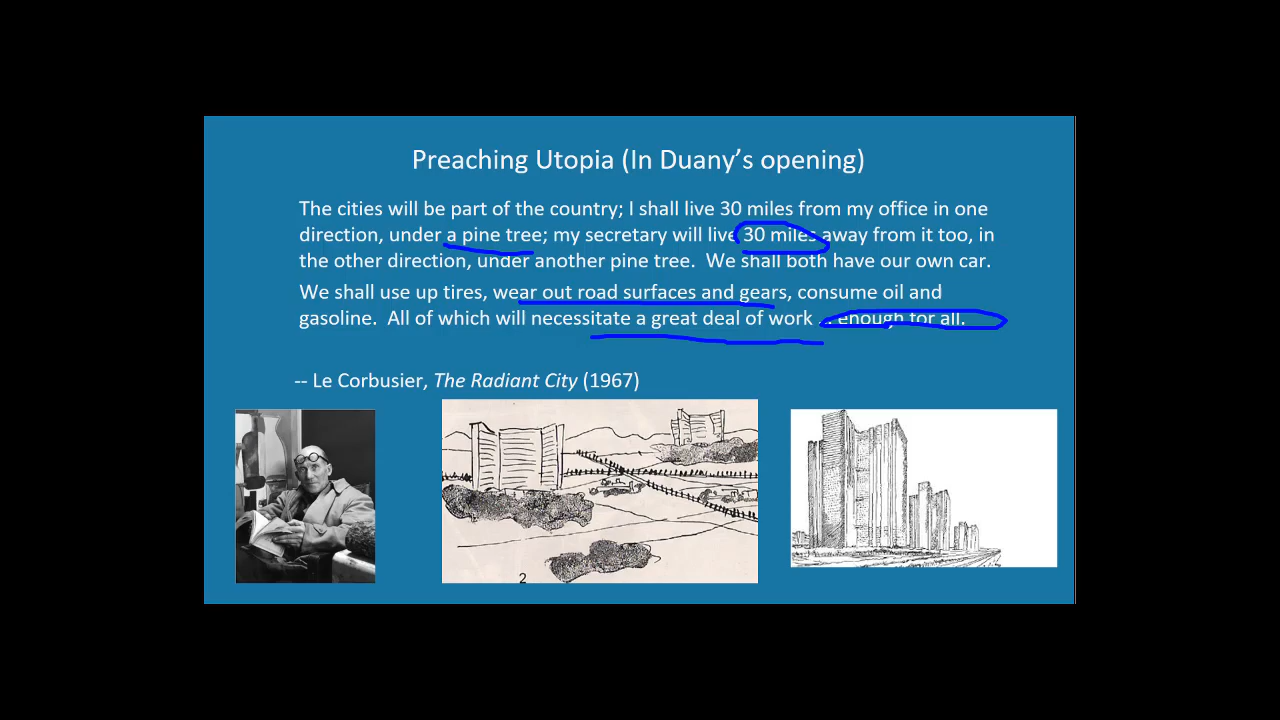 Preaching Utopia (In Duany’s opening)
The cities will be part of the country; I shall live 30 miles from my office in one
direction, under a pine tree; my secretary will live 30 miles away from it too, in
the other direction, under another pine tree.  We shall both have our own car.
We shall use up tires, wear out road surfaces and gears, consume oil and
gasoline.  All of which will necessitate a great deal of work ... enough for all.
-- Le Corbusier, The Radiant City (1967)
2